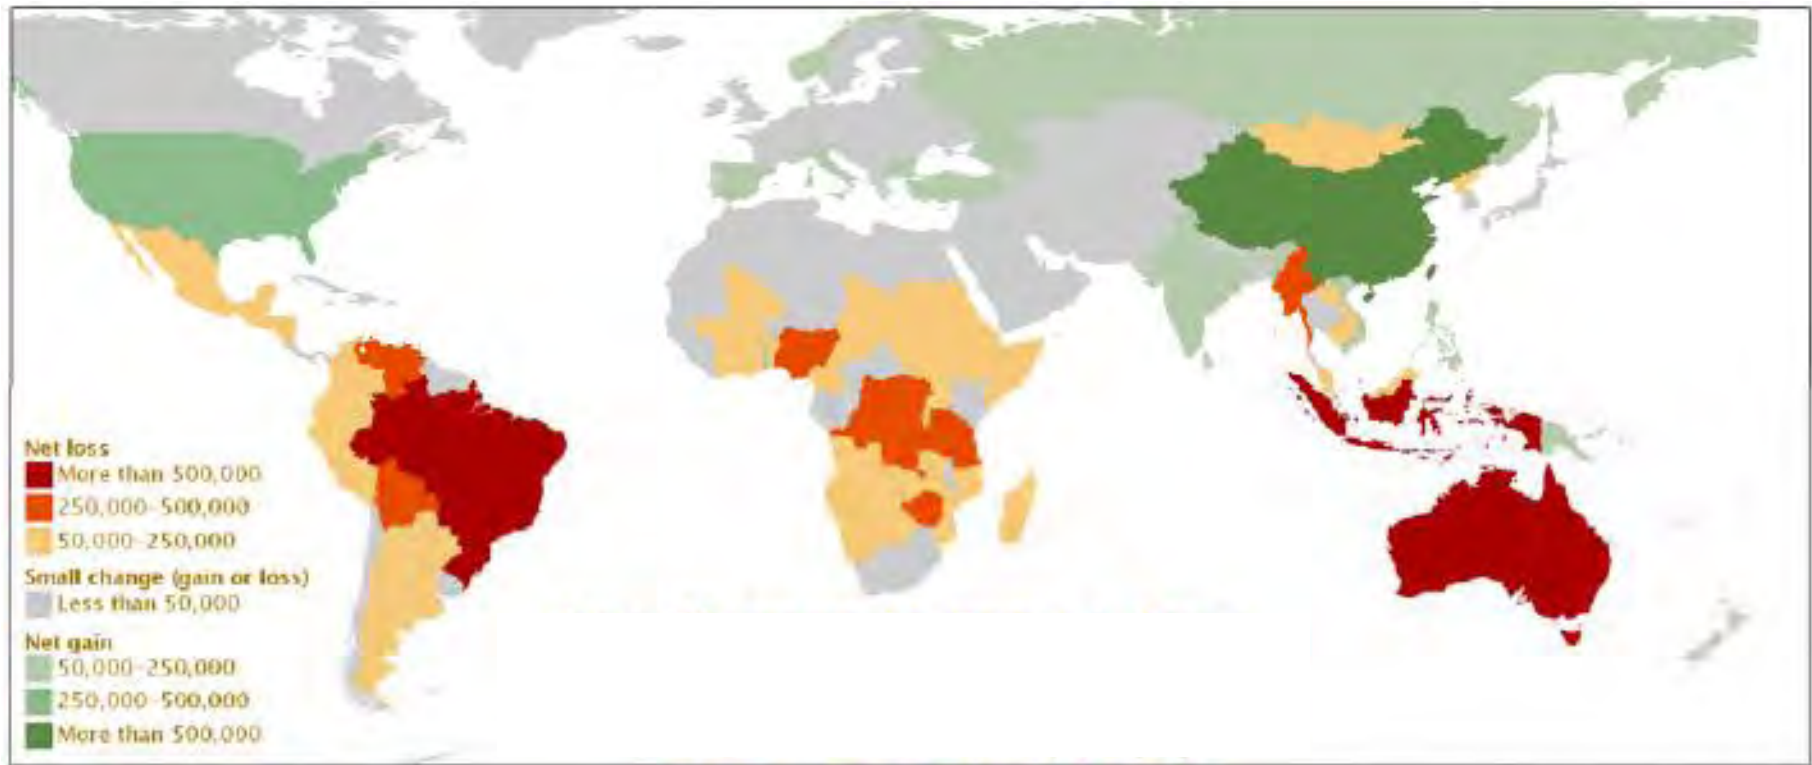 Net loss
More than 500,000
250,000–500,000
50,000–250,000
Small change (gain or loss)
Less than 50,000
Net gain
50,000–250,000
250,000–500,000
More than 500,000